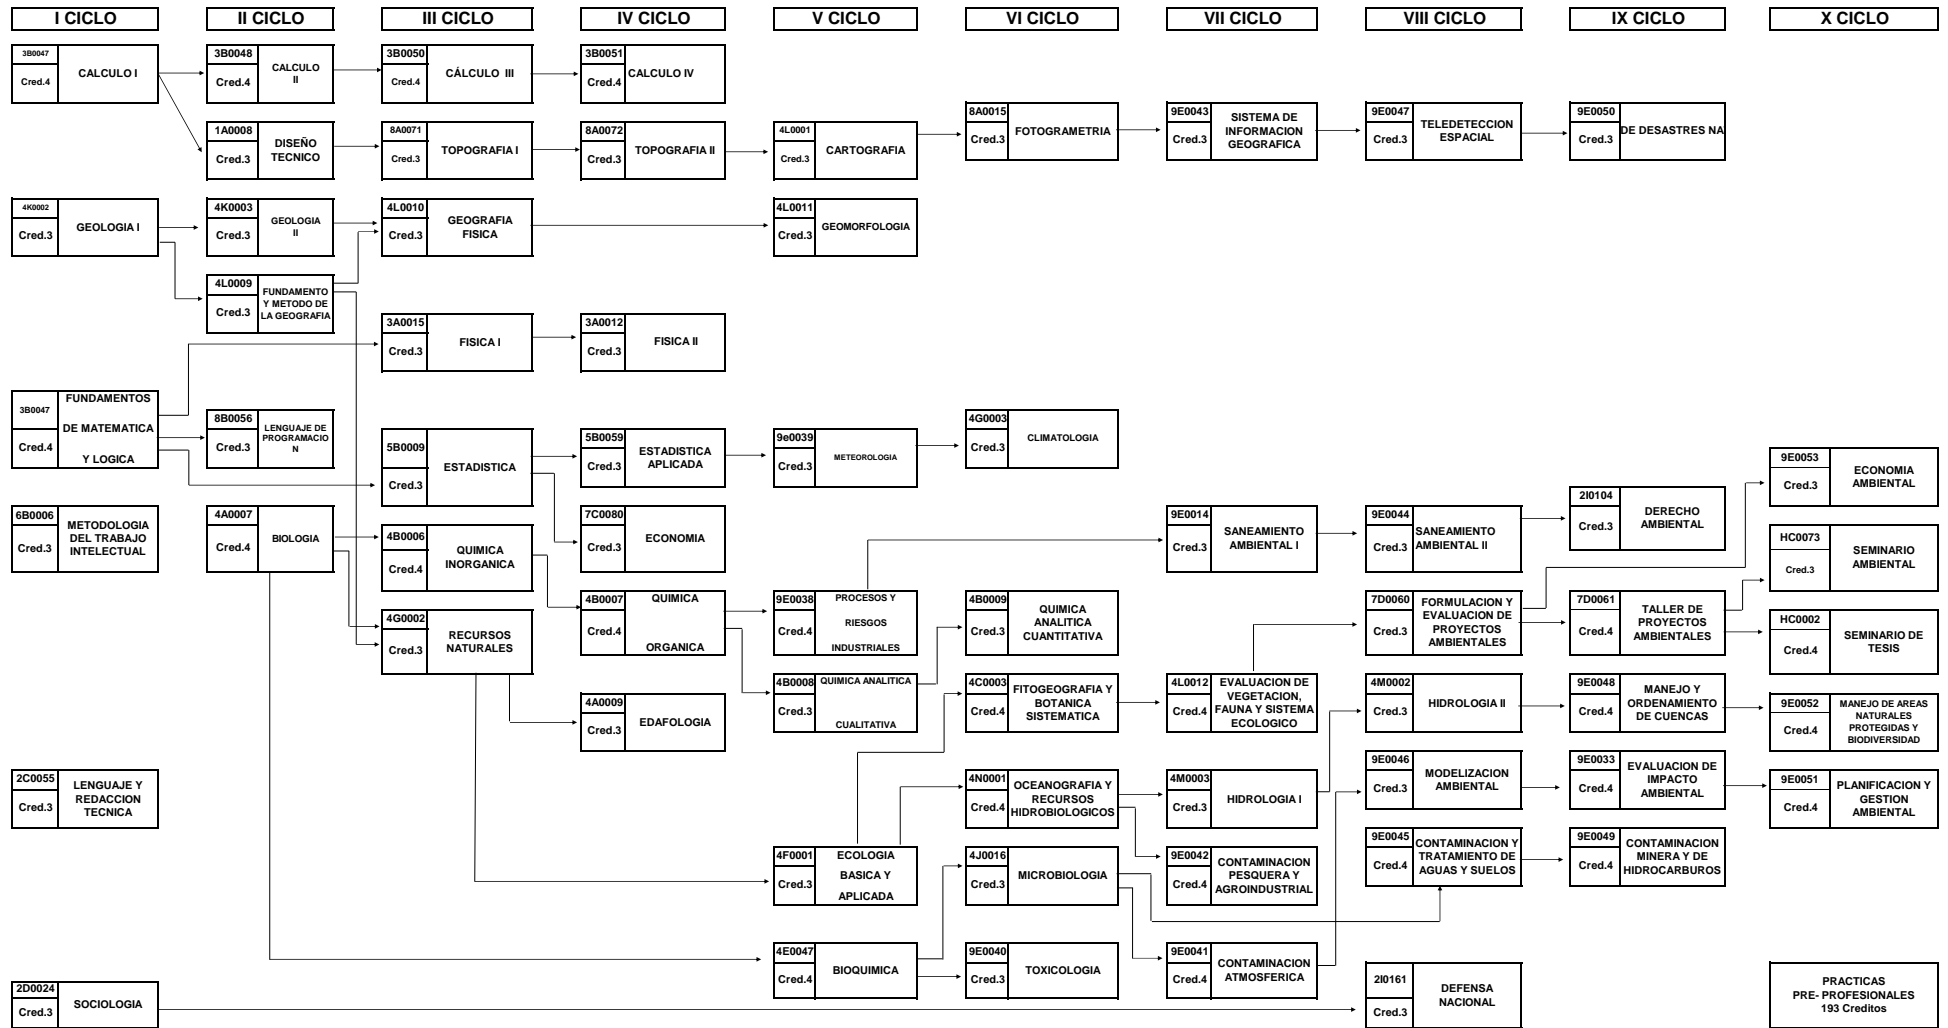 I CICLO
II CICLO
III CICLO
IV CICLO
V CICLO
VI CICLO
VII CICLO
VIII CICLO
IX CICLO
X CICLO
3B0047
Cred.4
CALCULO I
4K0002
Cred.3
GEOLOGIA I
3B0047
Cred.4
FUNDAMENTOS
DE MATEMATICA
Y LOGICA
6B0006
Cred.3
METODOLOGIA
DEL TRABAJO
INTELECTUAL
2C0055
Cred.3
LENGUAJE Y
REDACCION
TECNICA
2D0024
Cred.3
SOCIOLOGIA
3B0048
Cred.4
CALCULO
II
1A0008
Cred.3
DISEÑO
TECNICO
4K0003
Cred.3
GEOLOGIA
II
4L0009
Cred.3
FUNDAMENTO
Y METODO DE
LA GEOGRAFIA
8B0056
Cred.3
LENGUAJE DE
PROGRAMACIO
N
4A0007
Cred.4
BIOLOGIA
3B0050
Cred.4
CÁLCULO III
8A0071
Cred.3
TOPOGRAFIA I
4L0010
Cred.3
GEOGRAFIA
FISICA
3A0015
Cred.3
FISICA I
5B0009
Cred.3
ESTADISTICA
4B0006
Cred.4
QUIMICA
INORGANICA
4G0002
Cred.3
RECURSOS
NATURALES
3B0051
Cred.4
CALCULO IV
8A0072
Cred.3
TOPOGRAFIA II
3A0012
Cred.3
FISICA II
5B0059
Cred.3
ESTADISTICA
APLICADA
7C0080
Cred.3
ECONOMIA
4B0007
Cred.4
QUIMICA
ORGANICA
4A0009
Cred.3
EDAFOLOGIA
4L0001
Cred.3
CARTOGRAFIA
4L0011
Cred.3
GEOMORFOLOGIA
9e0039
Cred.3
METEOROLOGIA
9E0038
Cred.4
PROCESOS Y
RIESGOS
INDUSTRIALES
4B0008
Cred.3
QUIMICA ANALITICA
CUALITATIVA
4F0001
Cred.3
ECOLOGIA
BASICA Y
APLICADA
4E0047
Cred.4
BIOQUIMICA
8A0015
Cred.3
FOTOGRAMETRIA
4G0003
Cred.3
CLIMATOLOGIA
4B0009
Cred.3
QUIMICA
ANALITICA
CUANTITATIVA
4C0003
Cred.4
FITOGEOGRAFIA Y
BOTANICA
SISTEMATICA
4N0001
Cred.4
OCEANOGRAFIA Y
RECURSOS
HIDROBIOLOGICOS
4J0016
Cred.3
MICROBIOLOGIA
9E0040
Cred.3
TOXICOLOGIA
9E0043
Cred.3
SISTEMA DE
INFORMACION
GEOGRAFICA
9E0014
Cred.3
SANEAMIENTO
AMBIENTAL I
4L0012
Cred.4
EVALUACION DE
VEGETACION,
FAUNA Y SISTEMA
ECOLOGICO
4M0003
Cred.3
HIDROLOGIA I
9E0042
Cred.4
CONTAMINACION
PESQUERA Y
AGROINDUSTRIAL
9E0041
Cred.4
CONTAMINACION
ATMOSFERICA
9E0047
Cred.3
TELEDETECCION
ESPACIAL
9E0044
Cred.3
SANEAMIENTO
AMBIENTAL II
7D0060
Cred.3
FORMULACION Y
EVALUACION DE
PROYECTOS
AMBIENTALES
4M0002
Cred.3
HIDROLOGIA II
9E0046
Cred.3
MODELIZACION
AMBIENTAL
9E0045
Cred.4
CONTAMINACION Y
TRATAMIENTO DE
AGUAS Y SUELOS
2I0161
Cred.3
DEFENSA
NACIONAL
9E0050
Cred.3
DE DESASTRES NA
2I0104
Cred.3
DERECHO
AMBIENTAL
7D0061
Cred.4
TALLER DE
PROYECTOS
AMBIENTALES
9E0048
Cred.4
MANEJO Y
ORDENAMIENTO
DE CUENCAS
9E0033
Cred.4
EVALUACION DE
IMPACTO
AMBIENTAL
9E0049
Cred.4
CONTAMINACION
MINERA Y DE
HIDROCARBUROS
9E0053
Cred.3
ECONOMIA
AMBIENTAL
HC0073
Cred.3
SEMINARIO
AMBIENTAL
HC0002
Cred.4
SEMINARIO DE
TESIS
9E0052
Cred.4
MANEJO DE AREAS
NATURALES
PROTEGIDAS Y
BIODIVERSIDAD
9E0051
Cred.4
PLANIFICACION Y
GESTION
AMBIENTAL
PRACTICAS
PRE- PROFESIONALES
193 Creditos